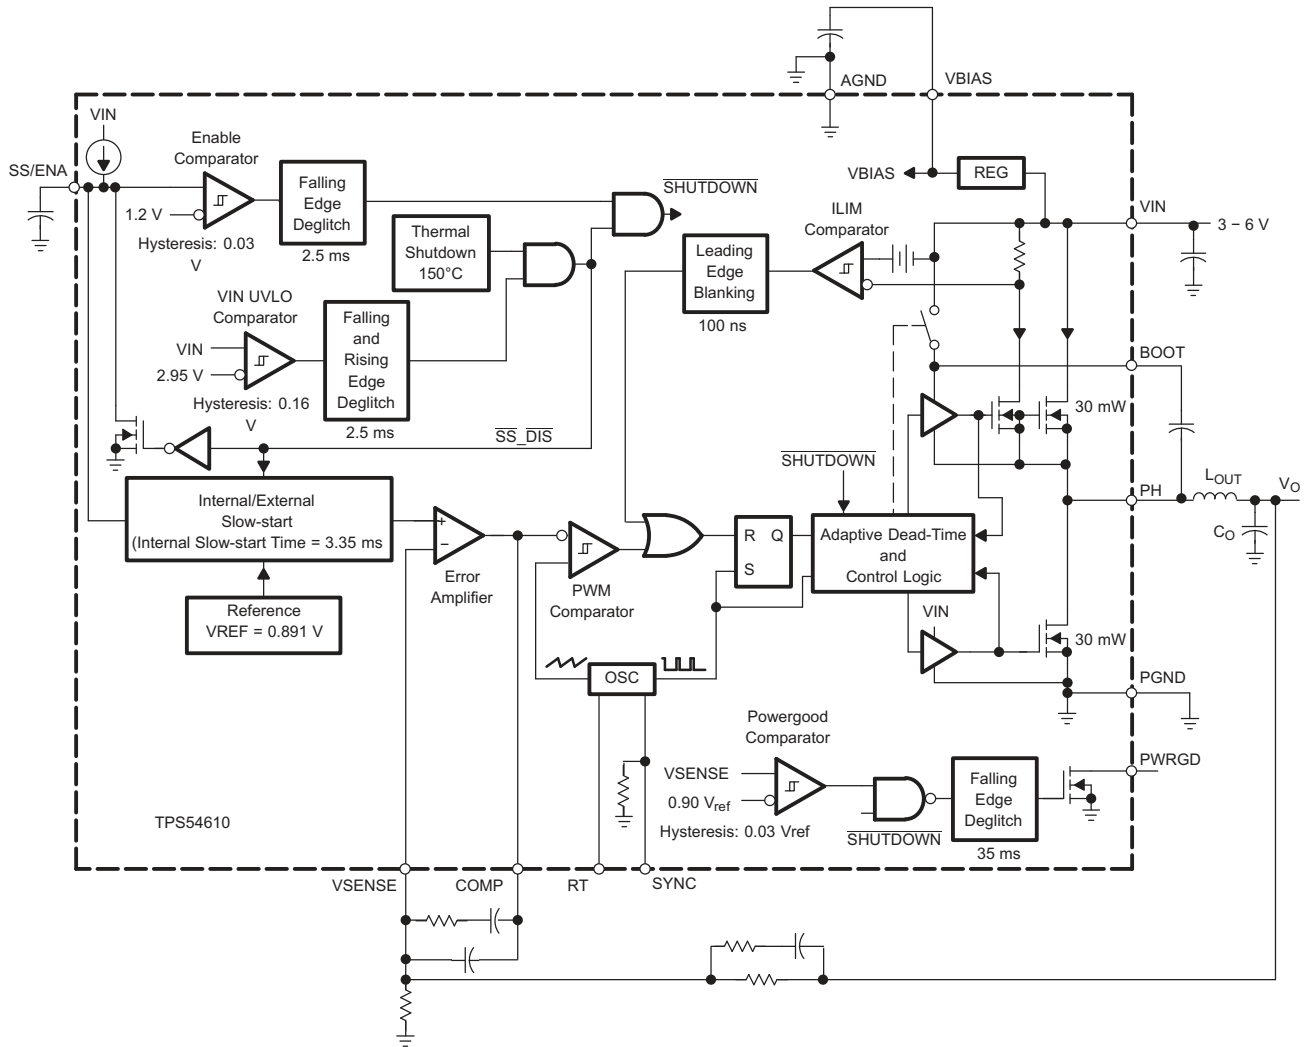 AGND
VBIAS
VIN
SS/ENA
Enable
Comparator
1.2 V
Hysteresis: 0.03
V
Falling
Edge
Deglitch
2.5 ms
SHUTDOWN
Thermal
Shutdown
150°C
VIN UVLO
Comparator
VIN
2.95 V
Hysteresis: 0.16
V
Falling
and
Rising
Edge
Deglitch
2.5 ms
SS_DIS
VBIAS
REG
ILIM
Comparator
Leading
Edge
Blanking
100 ns
VIN
3 − 6 V
BOOT
30 mW
PH
LOUT
VO
CO
Internal/External
Slow-start
(Internal Slow-start Time = 3.35 ms
Reference
VREF = 0.891 V
+
−
Error
Amplifier
PWM
Comparator
R Q
S
SHUTDOWN
Adaptive Dead-Time
and
Control Logic
VIN
30 mW
OSC
PGND
Powergood
Comparator
VSENSE
0.90 Vref
Hysteresis: 0.03 Vref
SHUTDOWN
Falling
Edge
Deglitch
35 ms
PWRGD
TPS54610
VSENSE
COMP
RT
SYNC